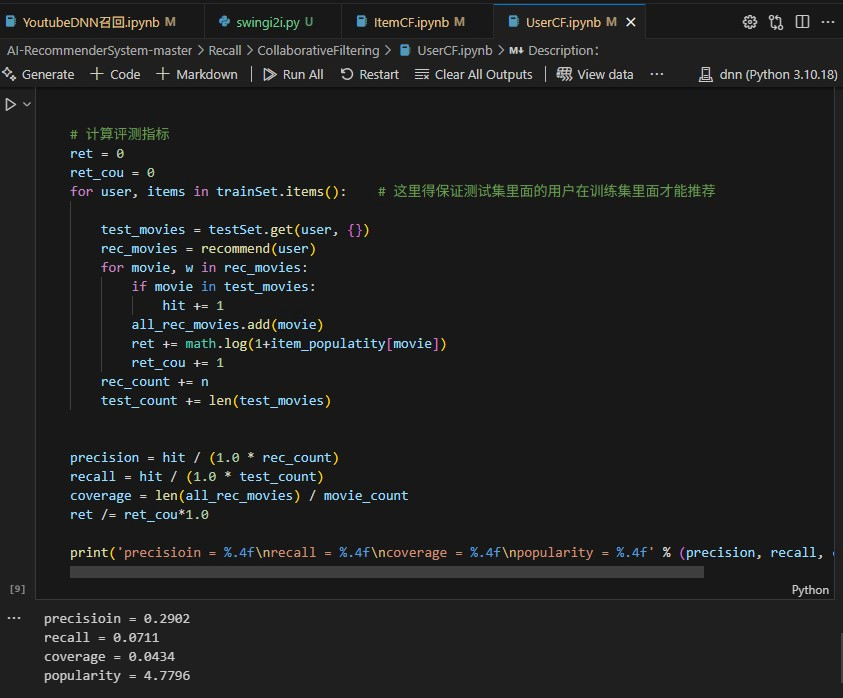 YoutubeDNN召回.ipynb M swingi2i.py U ItemCF.ipynb M UserCF.ipynb M
AI-RecommenderSystem-master > Recall > CollaborativeFiltering > UserCF.ipynb > M↓ Description:
Generate + Code + Markdown Run All Restart Clear All Outputs View data ... dnn (Python 3.10.18)
# 计算评测指标
ret = 0
ret_cou = 0
for user, items in trainSet.items():    # 这里得保证测试集里面的用户在训练集里面才能推荐
test_movies = testSet.get(user, {})
rec_movies = recommend(user)
for movie, w in rec_movies:
if movie in test_movies:
hit += 1
all_rec_movies.add(movie)
ret += math.log(1+item_populatity[movie])
ret_cou += 1
rec_count += n
test_count += len(test_movies)
precision = hit / (1.0 * rec_count)
recall = hit / (1.0 * test_count)
coverage = len(all_rec_movies) / movie_count
ret /= ret_cou*1.0
print('precisioin = %.4f\nrecall = %.4f\ncoverage = %.4f\npopularity = %.4f' % (precision, recall,
[9]
Python
precisioin = 0.2902
recall = 0.0711
coverage = 0.0434
popularity = 4.7796